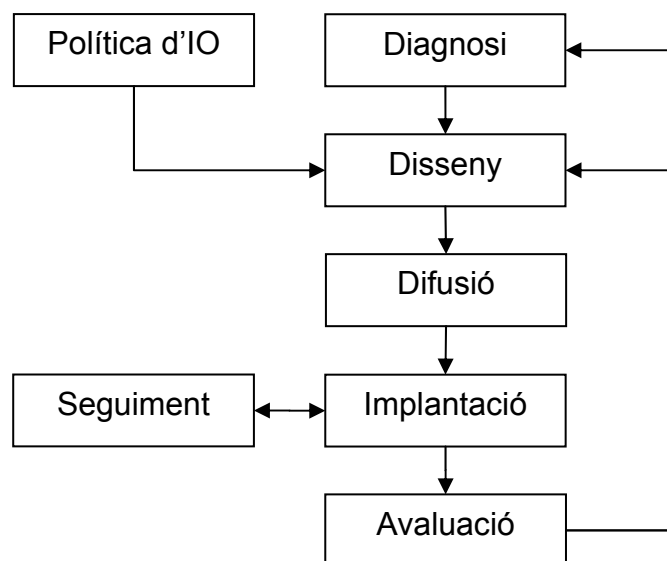 Política d’IO
Diagnosi
Disseny
Difusió
Seguiment
Implantació
Avaluació